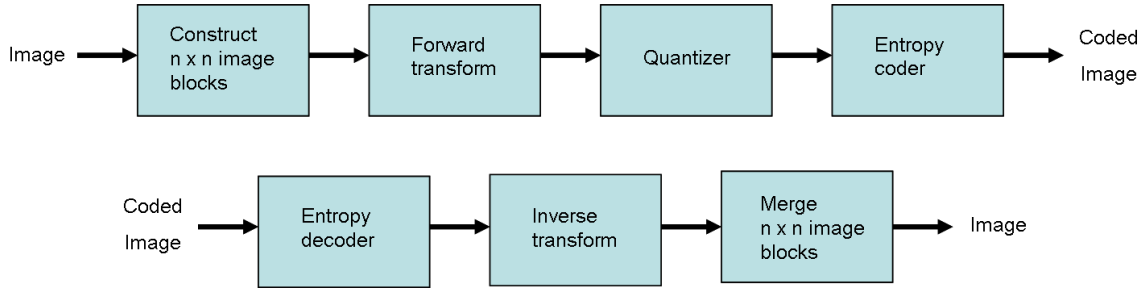 Image
Construct
n x n image
blocks
Forward
transform
Quantizer
Entropy
coder
Coded
Image
Coded
Image
Entropy
decoder
Inverse
transform
Merge
n x n image
blocks
Image